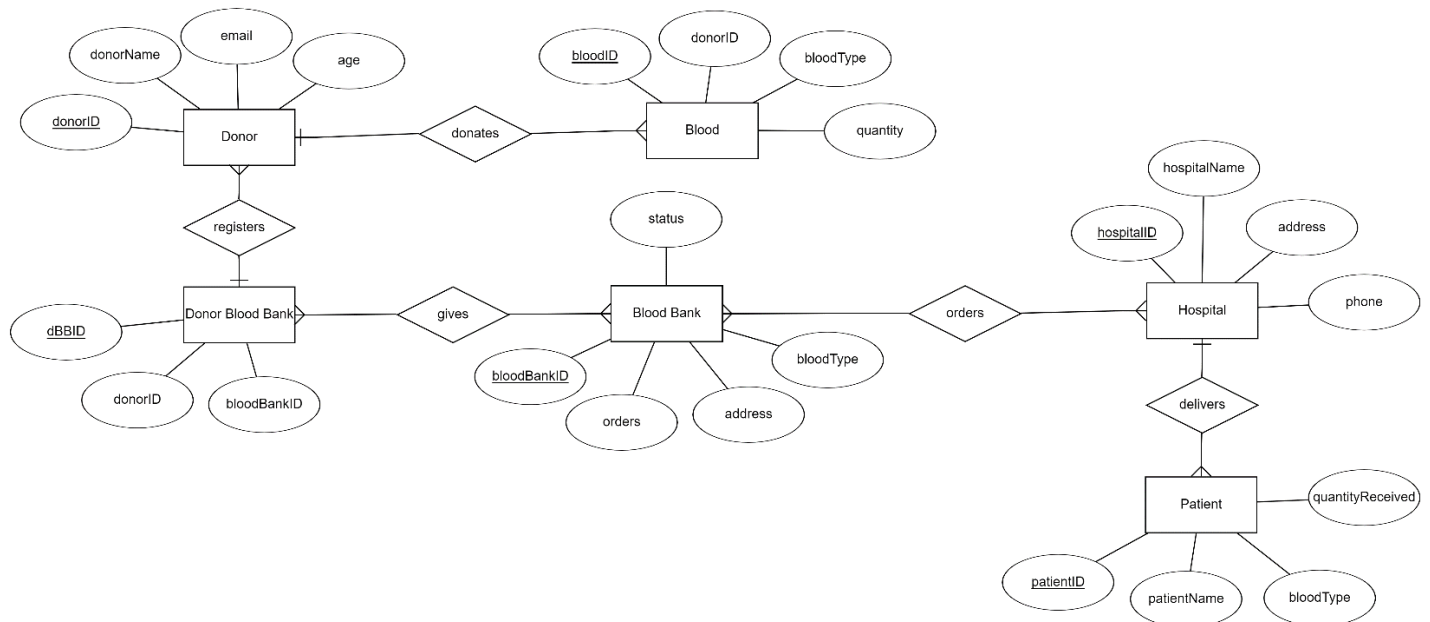 email
donorName
age
donorID
Donor
donates
bloodID
donorID
bloodType
Blood
quantity
registers
status
hospitalName
hospitalID
address
dBBID
Donor Blood Bank
gives
Blood Bank
orders
Hospital
phone
donorID
bloodBankID
bloodBankID
orders
address
bloodType
delivers
Patient
quantityReceived
patientID
patientName
bloodType